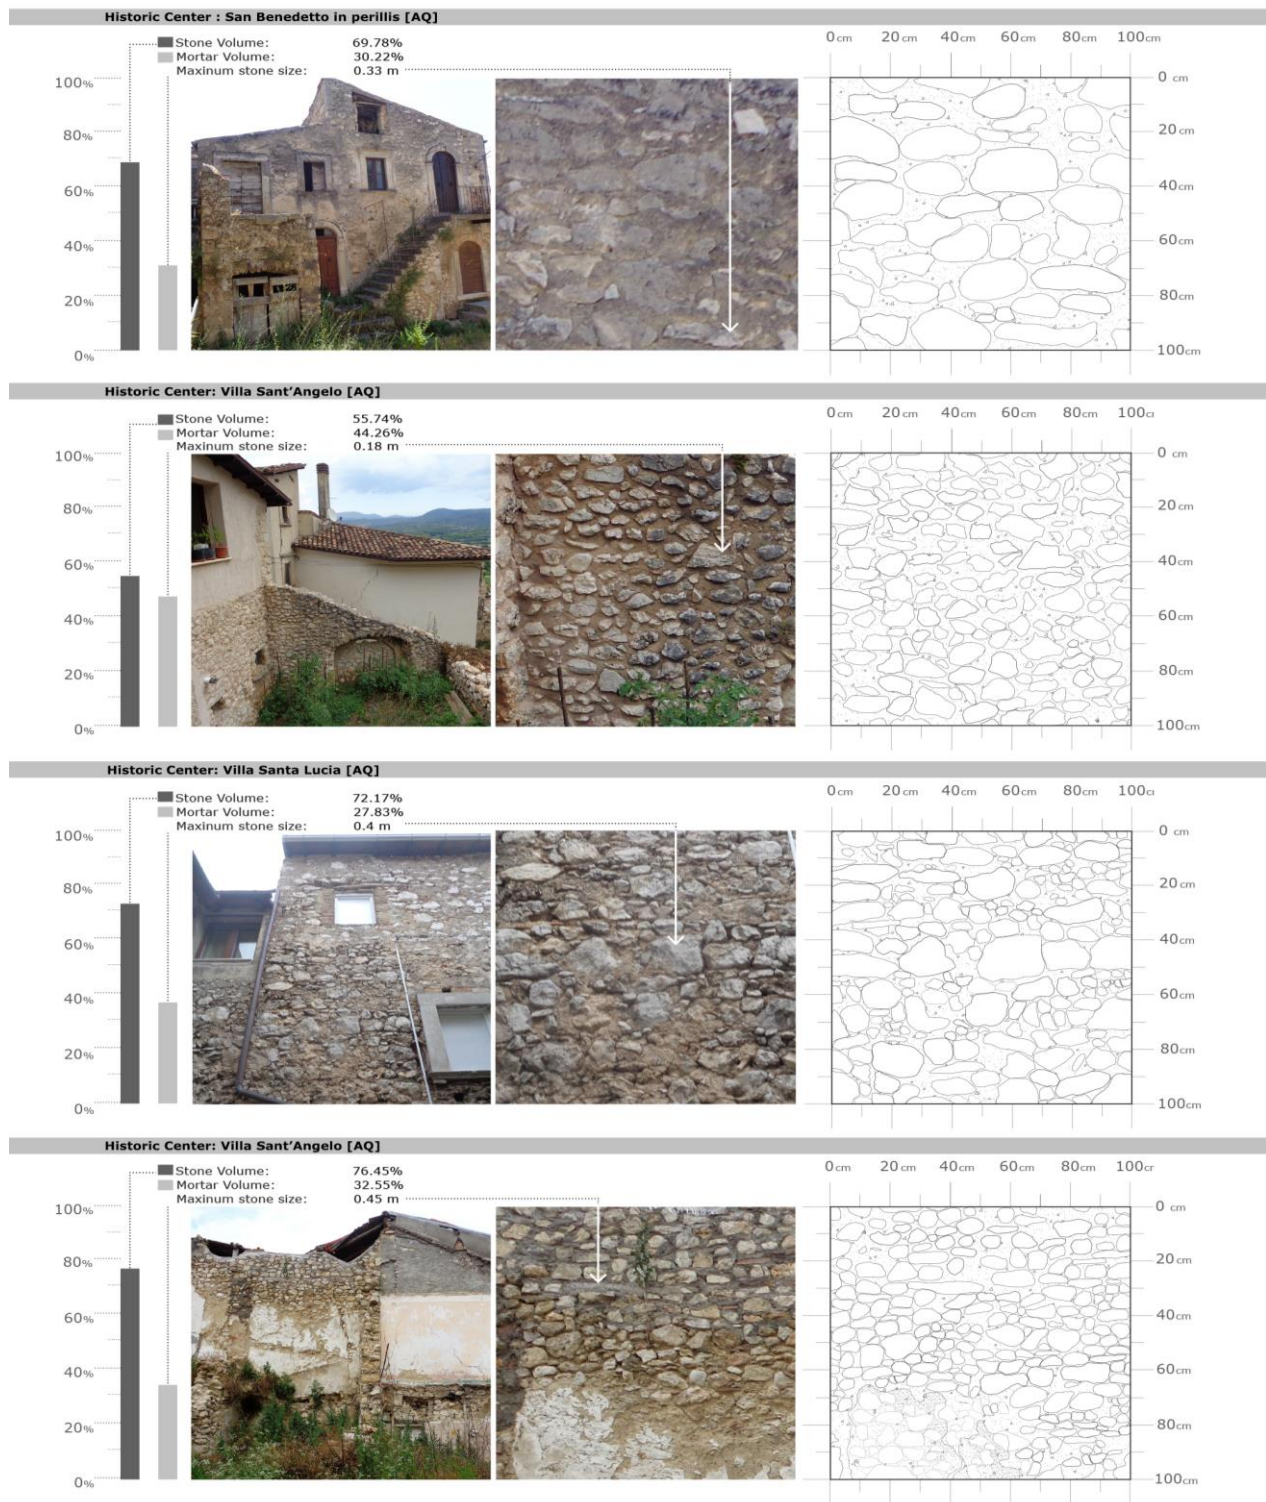 Historic Center : San Benedetto in perillis [AQ]
Stone Volume: 69.78%
Mortar Volume: 30.22%
Maxinum stone size: 0.33 m
100%
80%
60%
40%
20%
0%
0cm 20cm 40cm 60cm 80cm 100cm
0 cm
20cm
40cm
60cm
80cm
100cm
Historic Center: Villa Sant'Angelo [AQ]
Stone Volume: 55.74%
Mortar Volume: 44.26%
Maxinum stone size: 0.18 m
100%
80%
60%
40%
20%
0%
0cm 20cm 40cm 60cm 80cm 100c
0 cm
20cm
40cm
60cm
80cm
100cm
Historic Center: Villa Santa Lucia [AQ]
Stone Volume: 72.17%
Mortar Volume: 27.83%
Maxinum stone size: 0.4 m
100%
80%
60%
40%
20%
0%
0cm 20cm 40cm 60cm 80cm 100c
0 cm
20cm
40cm
60cm
80cm
100cm
Historic Center: Villa Sant'Angelo [AQ]
Stone Volume: 76.45%
Mortar Volume: 32.55%
Maxinum stone size: 0.45 m
100%
80%
60%
40%
20%
0%
0cm 20cm 40cm 60cm 80cm 100cr
0 cm
20cm
40cm
60cm
80cm
100cm